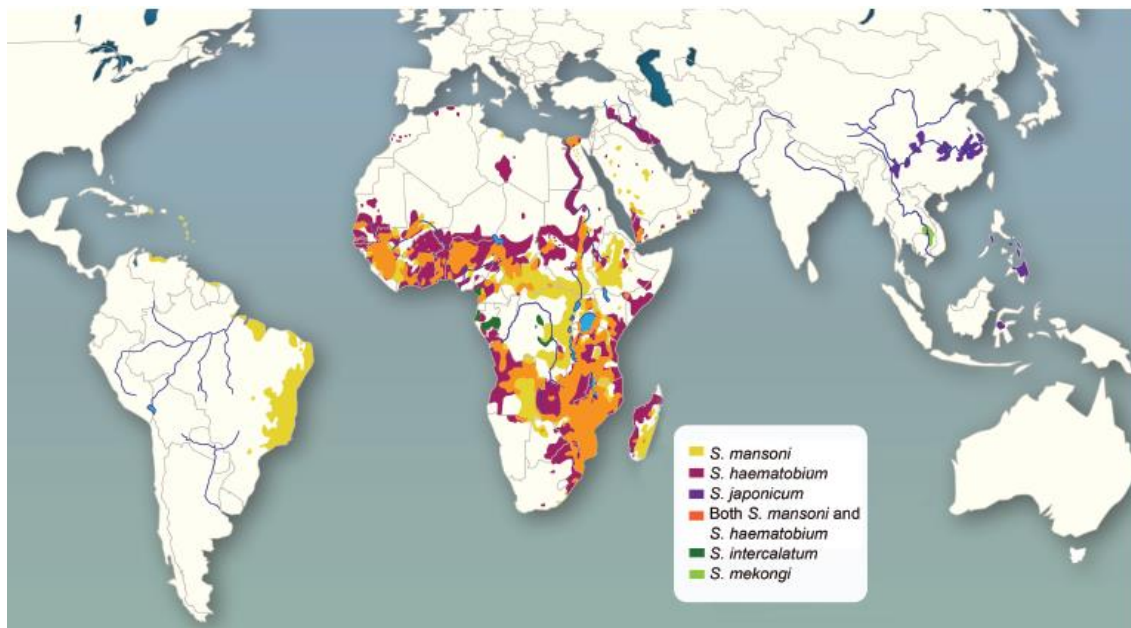 S. mansoni
S. haematobium
S. japonicum
Both S. mansoni and
S. haematobium
S. intercalatum
S. mekongi